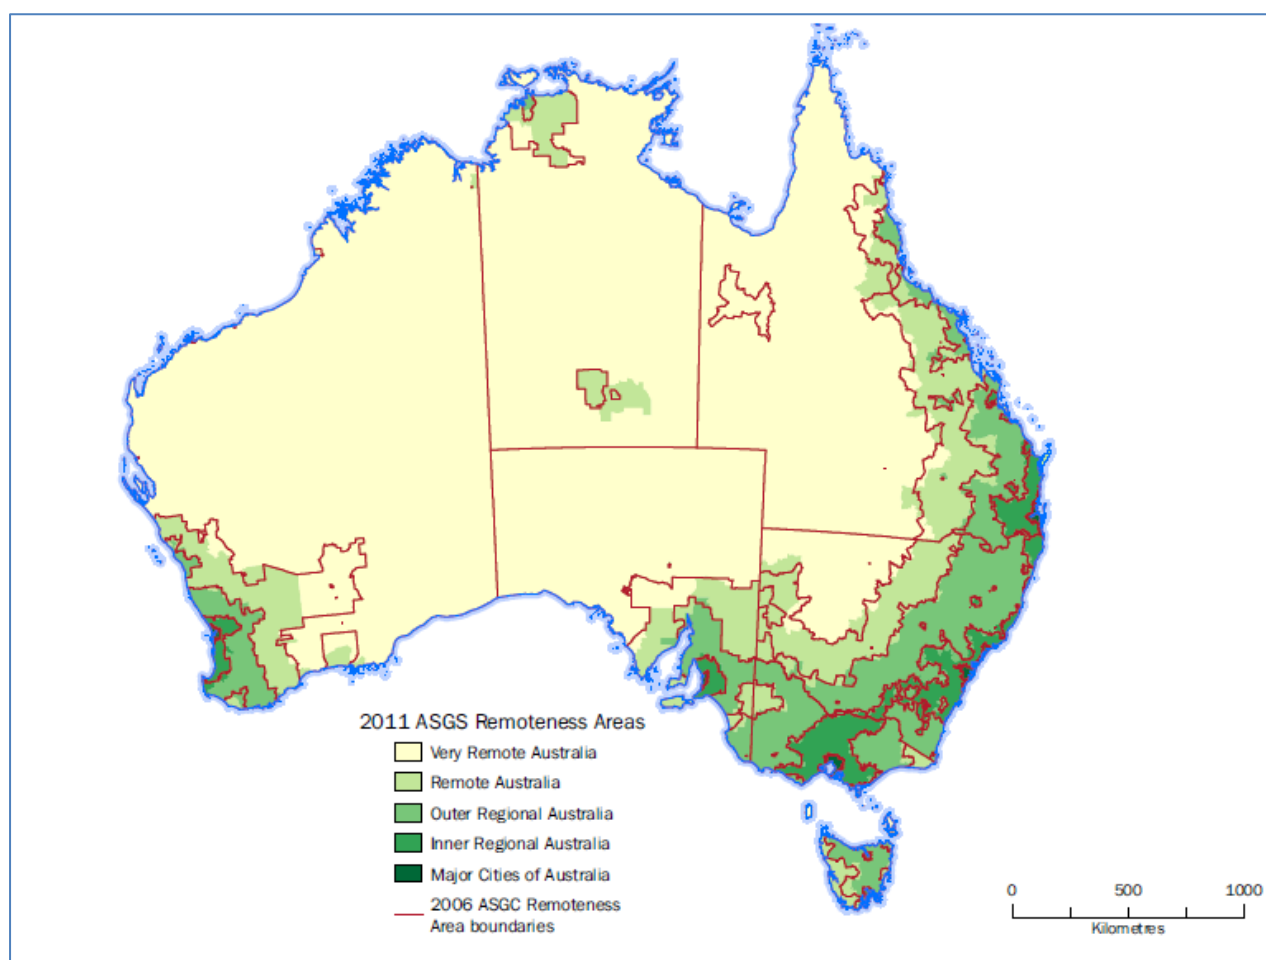 2011 ASGS Remoteness Areas
Very Remote Australia
Remote Australia
Outer Regional Australia
Inner Regional Australia
Major Cities of Australia
2006 ASGC Remoteness
Area boundaries
0 500 1000
Kilometres